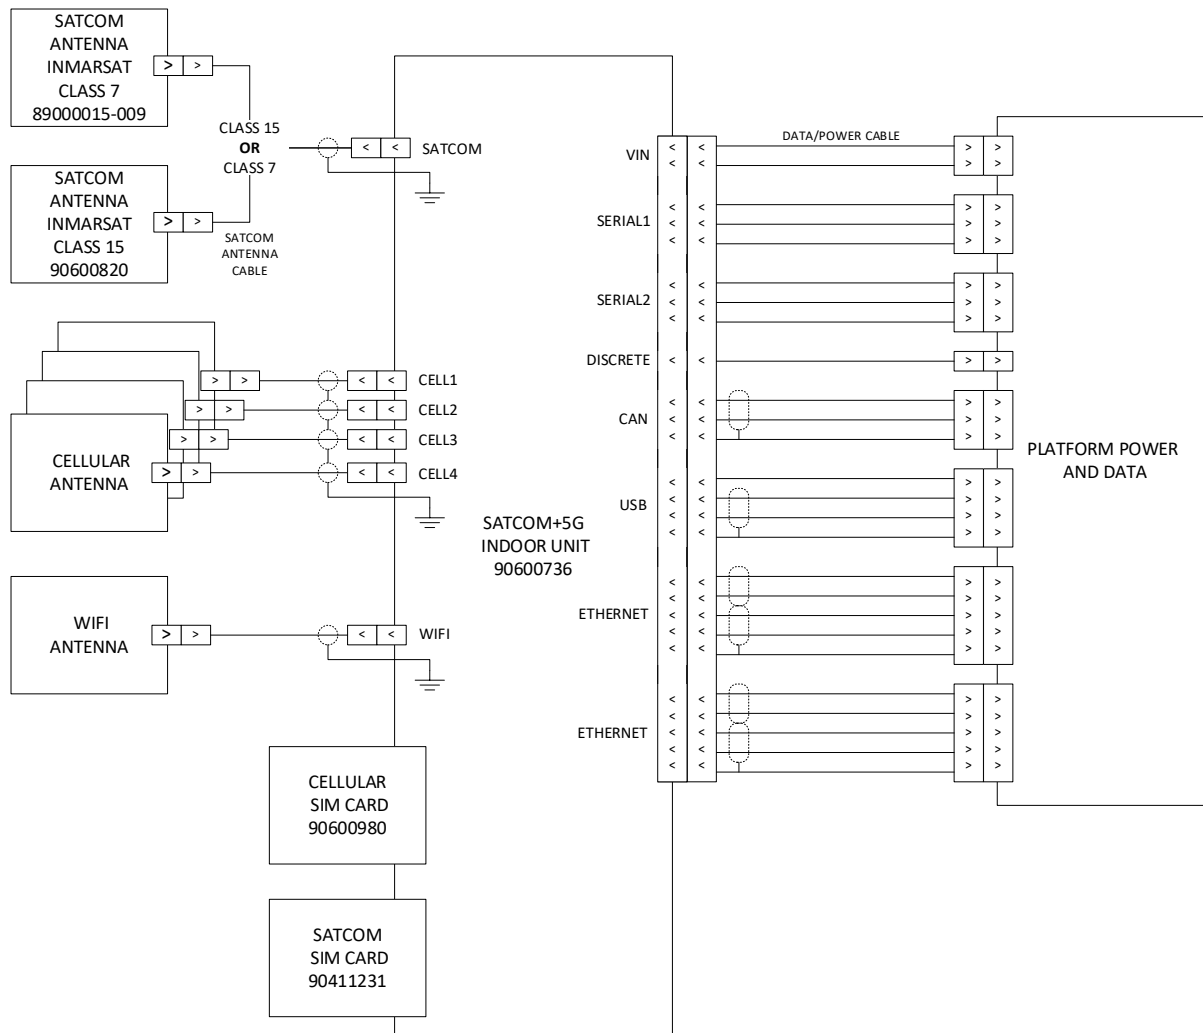 SATCOM
ANTENNA
INMARSAT
CLASS 7
89000015-009
SATCOM
ANTENNA
INMARSAT
CLASS 15
90600820
CLASS 15
OR
CLASS 7
SATCOM
ANTENNA
CABLE
SATCOM
CELL1
CELL2
CELL3
CELL4
CELLULAR
ANTENNA
WIFI
ANTENNA
WIFI
SATCOM+5G
INDOOR UNIT
90600736
CELLULAR
SIM CARD
90600980
SATCOM
SIM CARD
90411231
VIN
SERIAL1
SERIAL2
DISCRETE
CAN
USB
ETHERNET
ETHERNET
DATA/POWER CABLE
PLATFORM POWER
AND DATA